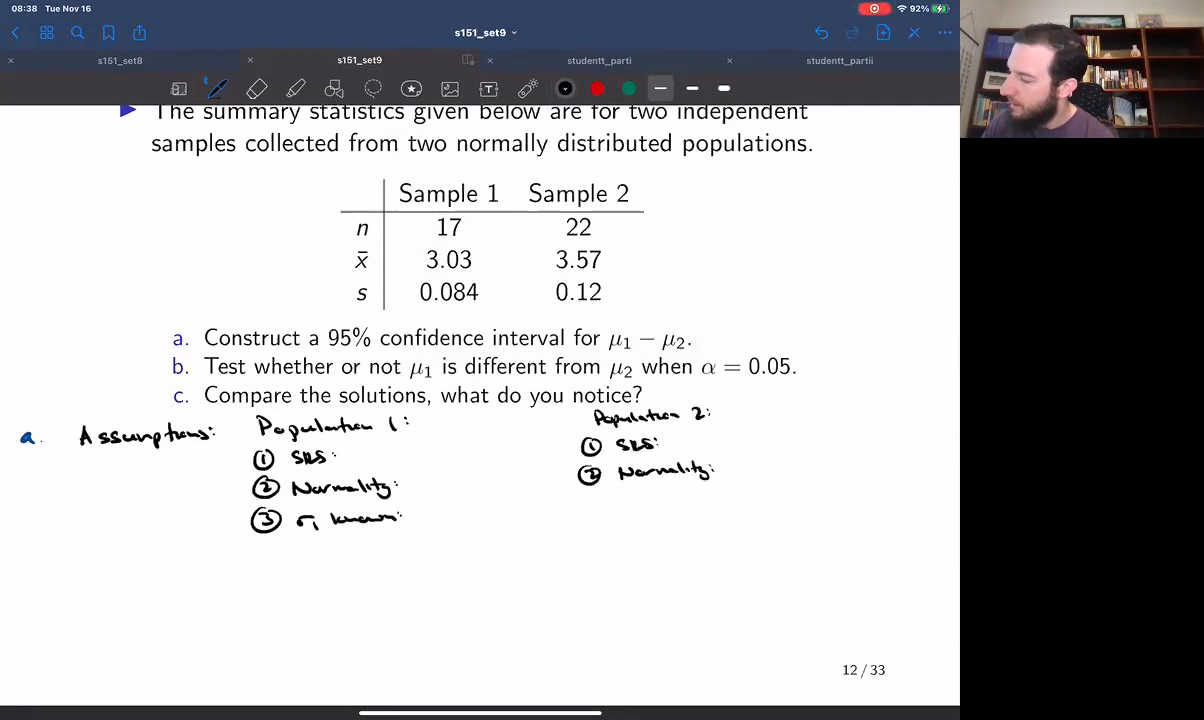 08:38 Tue Nov 16
92%
s151_set9
s151_set8
s151_set9
studentt_parti
studentt_partii
The summary statistics given below are for two independent
samples collected from two normally distributed populations.
Sample 1 Sample 2
n 17 22
x̄ 3.03 3.57
s 0.084 0.12
a. Construct a 95% confidence interval for μ₁ − μ₂.
b. Test whether or not μ₁ is different from μ₂ when α = 0.05.
c. Compare the solutions, what do you notice?
a. Assumptions: Population 1: Population 2:
① SRS: ① SRS:
② Normality: ② Normality:
③ σ₁ known:
12 / 33